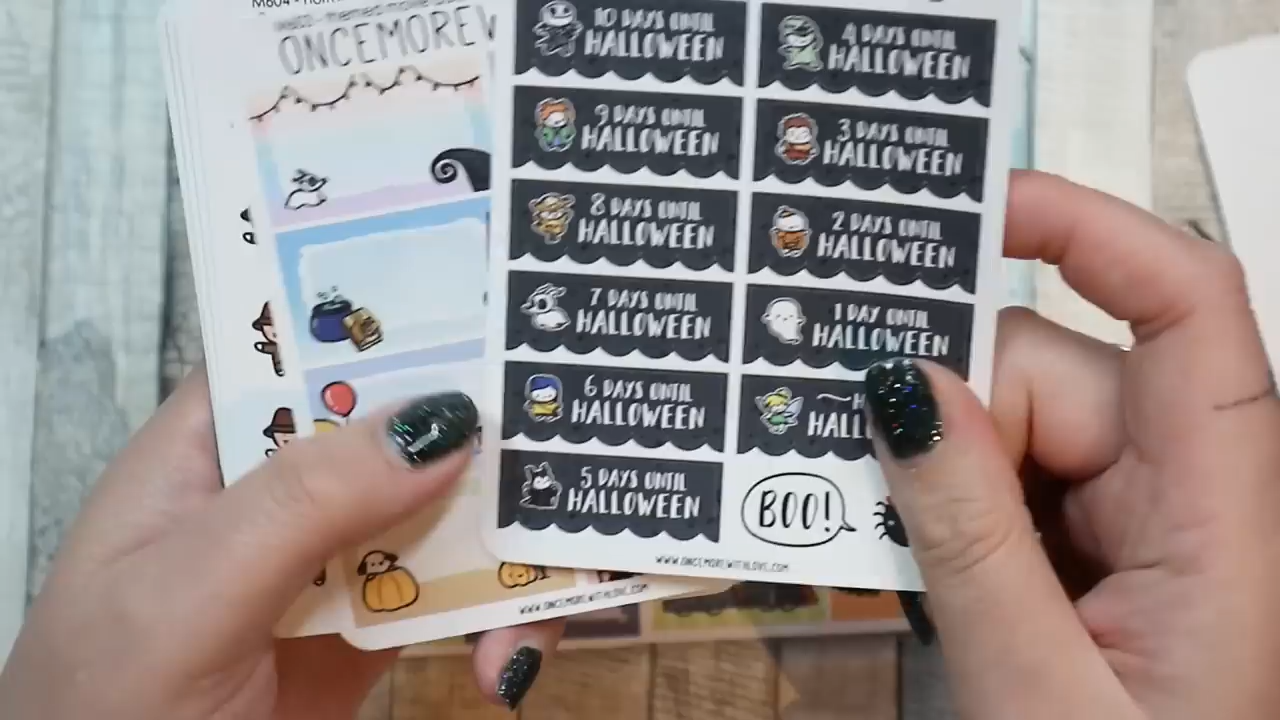 ONCEMOREW
10 DAYS UNTIL
HALLOWEEN
9 DAYS UNTIL
HALLOWEEN
8 DAYS UNTIL
HALLOWEEN
7 DAYS UNTIL
HALLOWEEN
6 DAYS UNTIL
HALLOWEEN
5 DAYS UNTIL
HALLOWEEN
4 DAYS UNTIL
HALLOWEEN
3 DAYS UNTIL
HALLOWEEN
2 DAYS UNTIL
HALLOWEEN
1 DAY UNTIL
HALLOWEEN
~H
HALL
BOO!
WWW.ONCEMOREWITHLOVE.COM
WWW.ONCEMOREWITHLOVE.COM